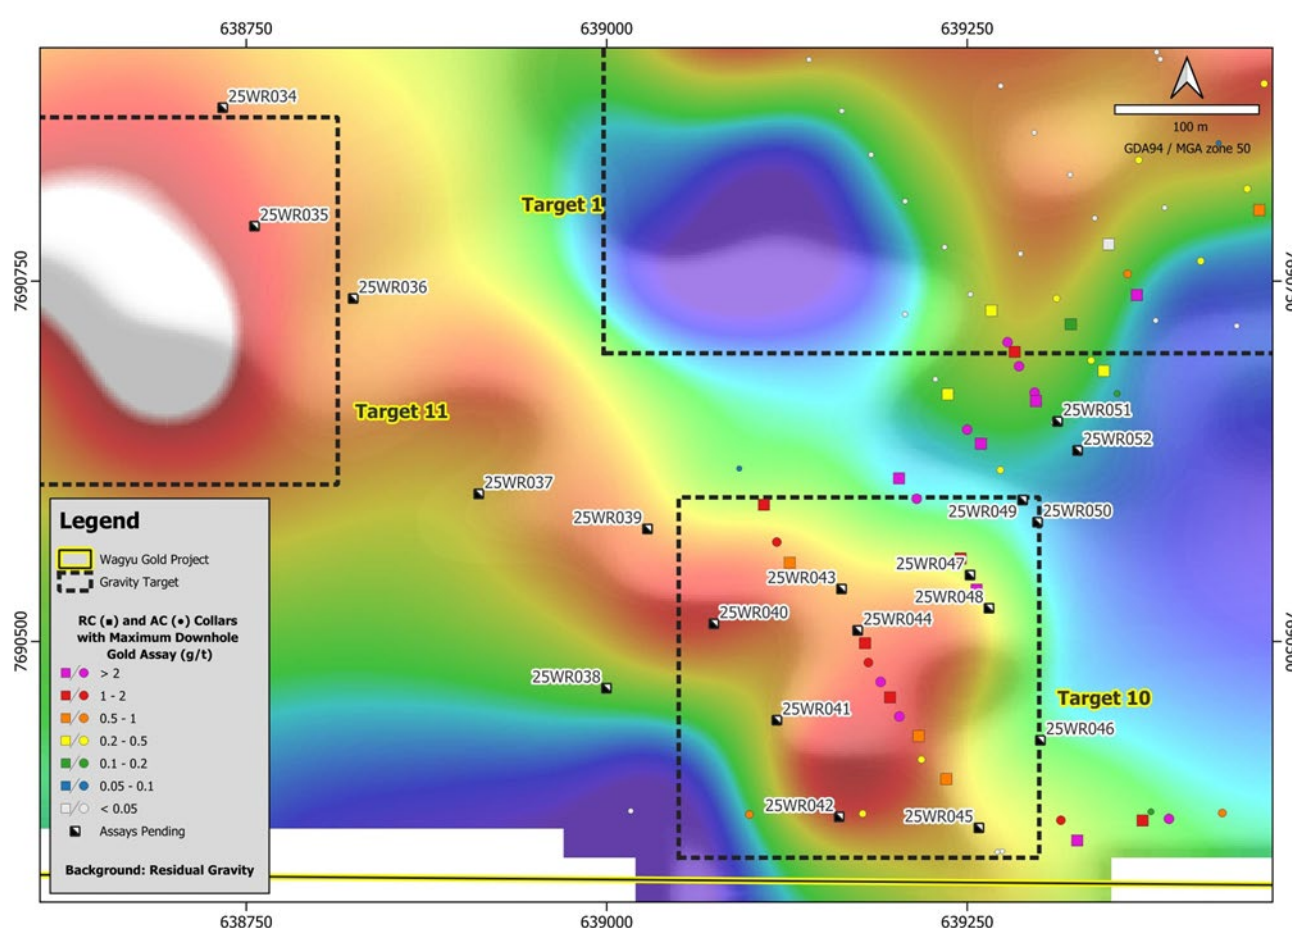 638750
639000
639250
25WR034
100 m
GDA94 / MGA zone 50
Target 1
25WR035
7690750
7690750
25WR036
Target 11
25WR051
25WR052
25WR037
25WR039
25WR049
25WR050
25WR047
25WR043
25WR048
25WR040
25WR044
7690500
7690500
25WR038
Target 10
25WR041
25WR046
25WR042
25WR045
Legend
Wagyu Gold Project
Gravity Target
RC (▪) and AC (•) Collars
with Maximum Downhole
Gold Assay (g/t)
> 2
1 - 2
0.5 - 1
0.2 - 0.5
0.1 - 0.2
0.05 - 0.1
< 0.05
Assays Pending
Background: Residual Gravity
638750
639000
639250